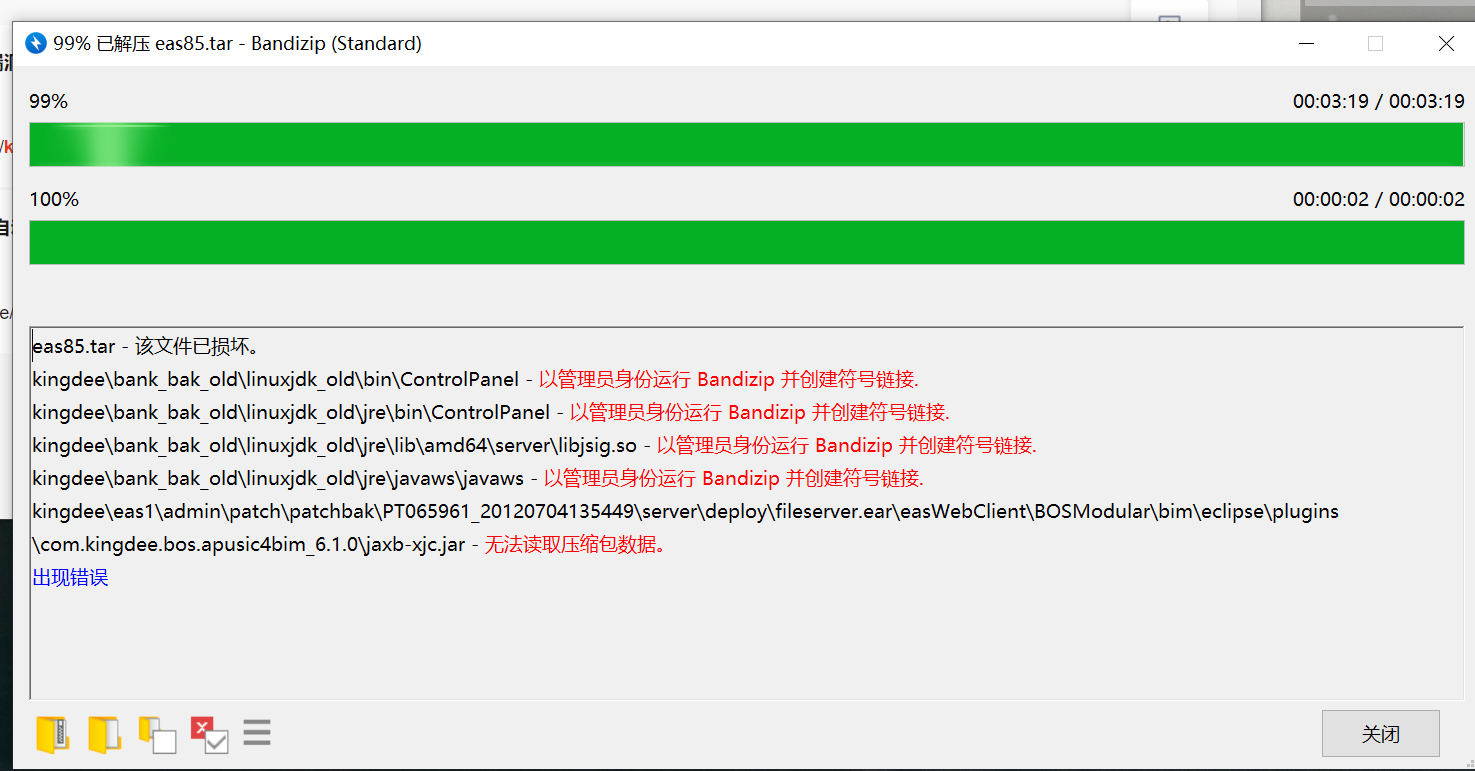 99% 已解压 eas85.tar - Bandizip (Standard)
99%
00:03:19 / 00:03:19
100%
00:00:02 / 00:00:02
eas85.tar - 该文件已损坏。
kingdee\bank_bak_old\linuxjdk_old\bin\ControlPanel - 以管理员身份运行 Bandizip 并创建符号链接.
kingdee\bank_bak_old\linuxjdk_old\jre\bin\ControlPanel - 以管理员身份运行 Bandizip 并创建符号链接.
kingdee\bank_bak_old\linuxjdk_old\jre\lib\amd64\server\libjsig.so - 以管理员身份运行 Bandizip 并创建符号链接.
kingdee\bank_bak_old\linuxjdk_old\jre\javaws\javaws - 以管理员身份运行 Bandizip 并创建符号链接.
kingdee\eas1\admin\patch\patchbak\PT065961_20120704135449\server\deploy\fileserver.ear\easWebClient\BOSModular\bim\eclipse\plugins
\com.kingdee.bos.apusic4bim_6.1.0\jaxb-xjc.jar - 无法读取压缩包数据。
出现错误
关闭